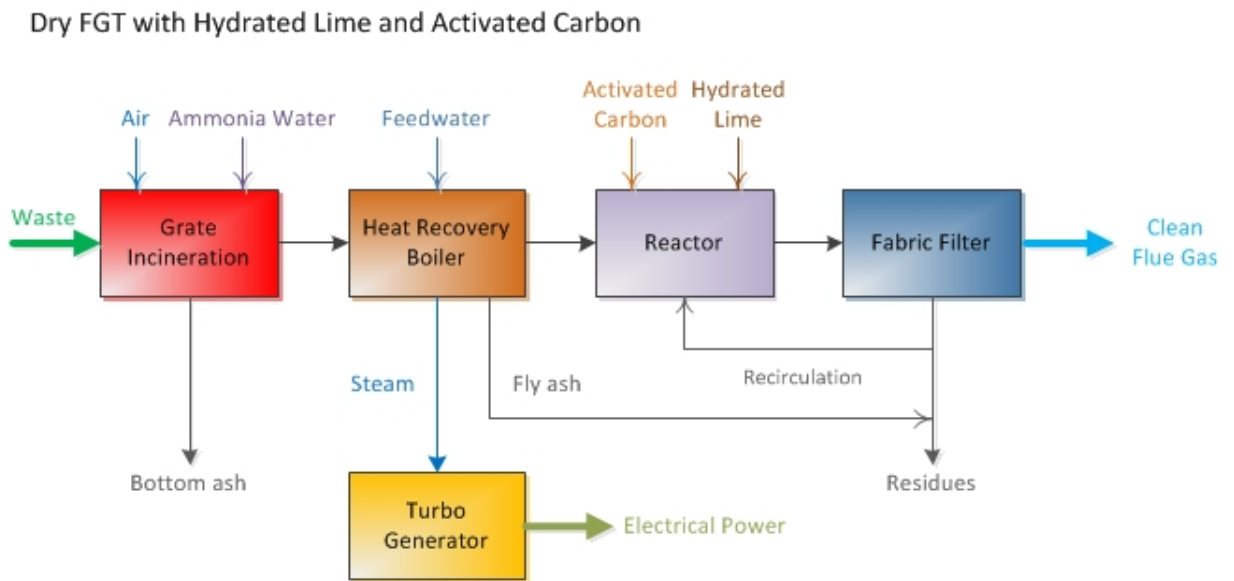 Dry FGT with Hydrated Lime and Activated Carbon
Activated
Carbon
Hydrated
Lime
Air
Ammonia Water
Feedwater
Waste
Grate
Incineration
Heat Recovery
Boiler
Reactor
Fabric Filter
Clean
Flue Gas
Steam
Fly ash
Recirculation
Bottom ash
Residues
Turbo
Generator
Electrical Power